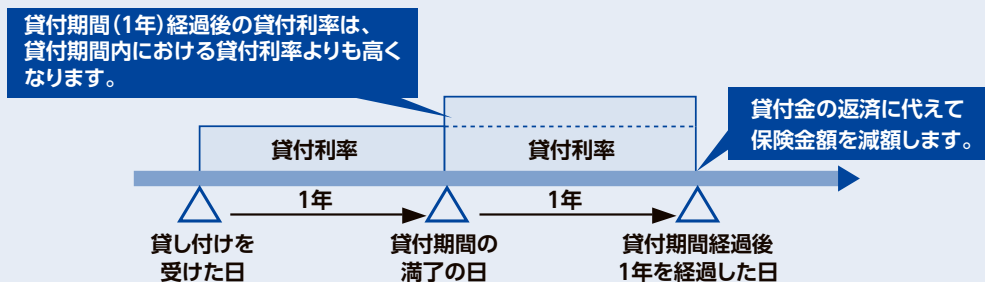 貸付期間(1年)経過後の貸付利率は、
貸付期間内における貸付利率よりも高く
なります。
貸付金の返済に代えて
保険金額を減額します。
貸付利率
貸付利率
1年
1年
貸し付けを
受けた日
貸付期間の
満了の日
貸付期間経過後
1年を経過した日